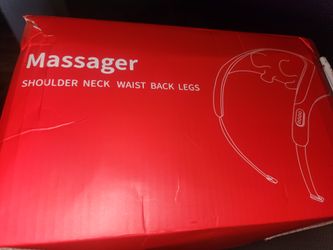 Massager
SHOULDER NECK WAIST BACK LEGS